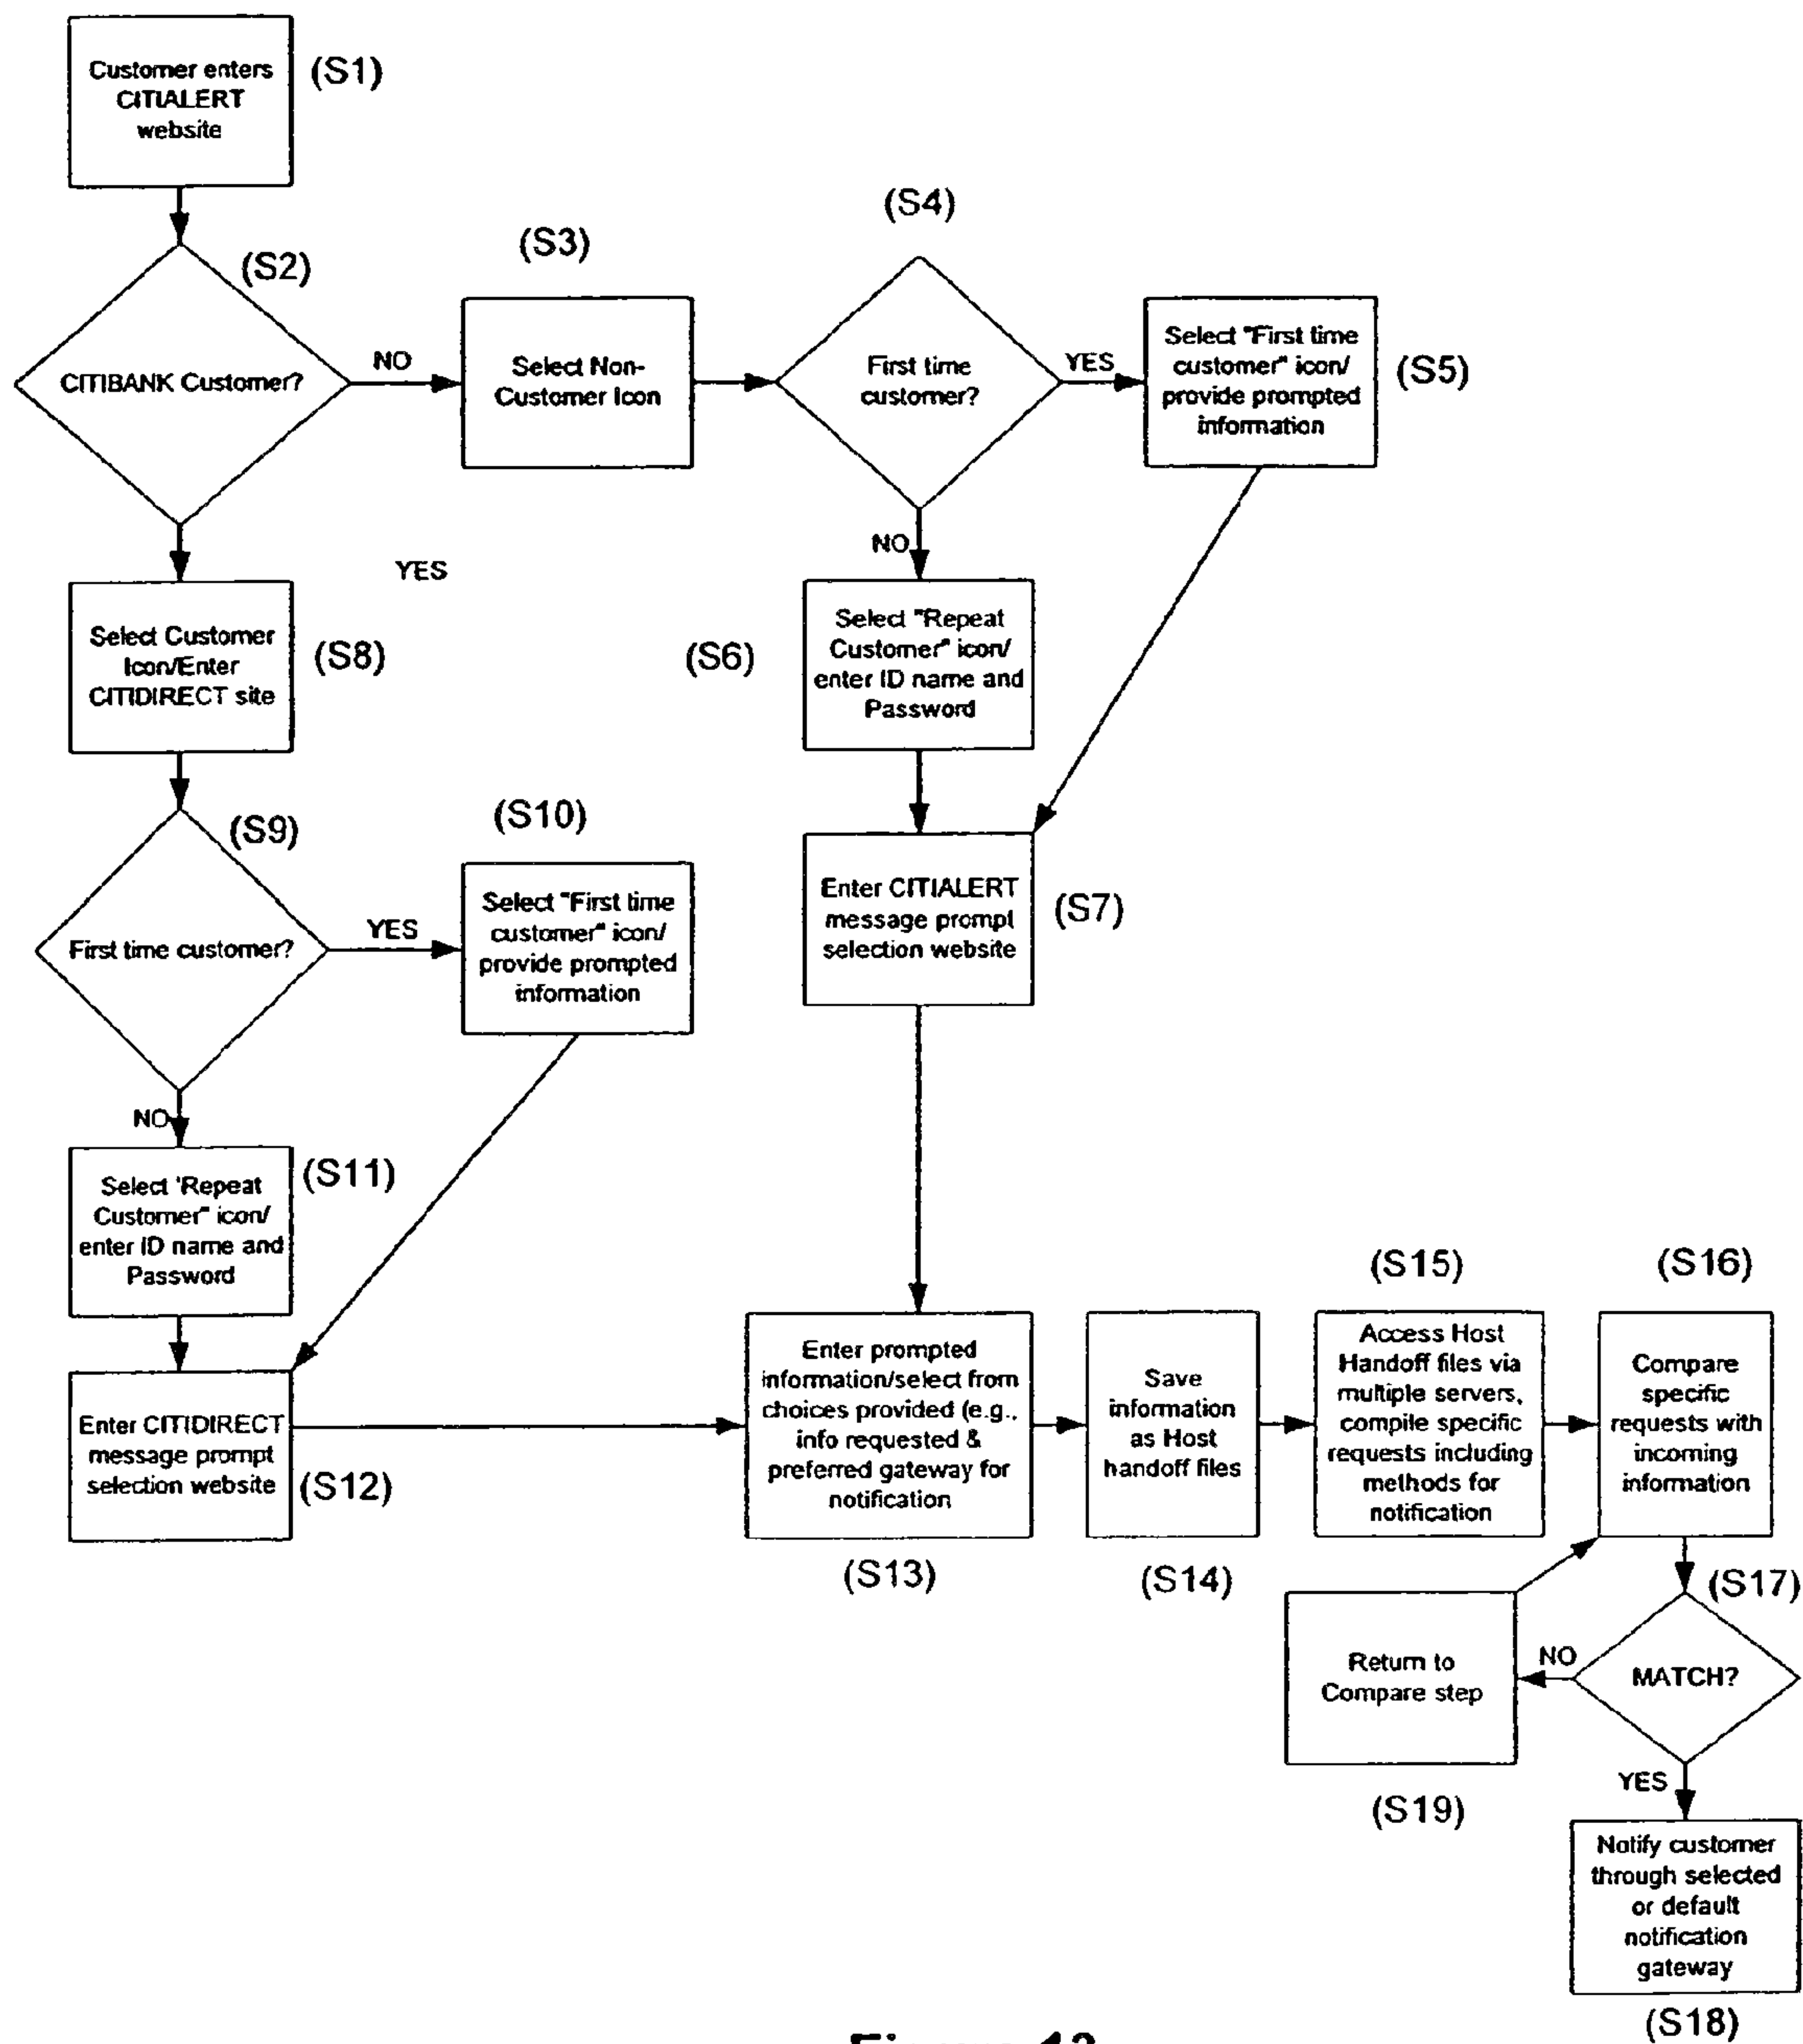 Customer enters
CITIALERT
website
(S1)
(S2)
CITIBANK Customer?
NO
YES
(S3)
Select Non-
Customer Icon
(S4)
First time
customer?
YES
NO
Select "First time
customer" icon/
provide prompted
information
(S5)
Select "Repeat
Customer" icon/
enter ID name and
Password
(S6)
Enter CITIALERT
message prompt
selection website
(S7)
Select Customer
Icon/Enter
CITIDIRECT site
(S8)
(S9)
First time customer?
YES
NO
(S10)
Select "First time
customer" icon/
provide prompted
information
Select 'Repeat
Customer" icon/
enter ID name and
Password
(S11)
Enter CITIDIRECT
message prompt
selection website
(S12)
Enter prompted
information/select from
choices provided (e.g.,
info requested &
preferred gateway for
notification
(S13)
Save
information
as Host
handoff files
(S14)
(S15)
Access Host
Handoff files via
multiple servers,
compile specific
requests including
methods for
notification
(S16)
Compare
specific
requests with
incoming
information
(S17)
MATCH?
NO
YES
Return to
Compare step
(S19)
Notify customer
through selected
or default
notification
gateway
(S18)